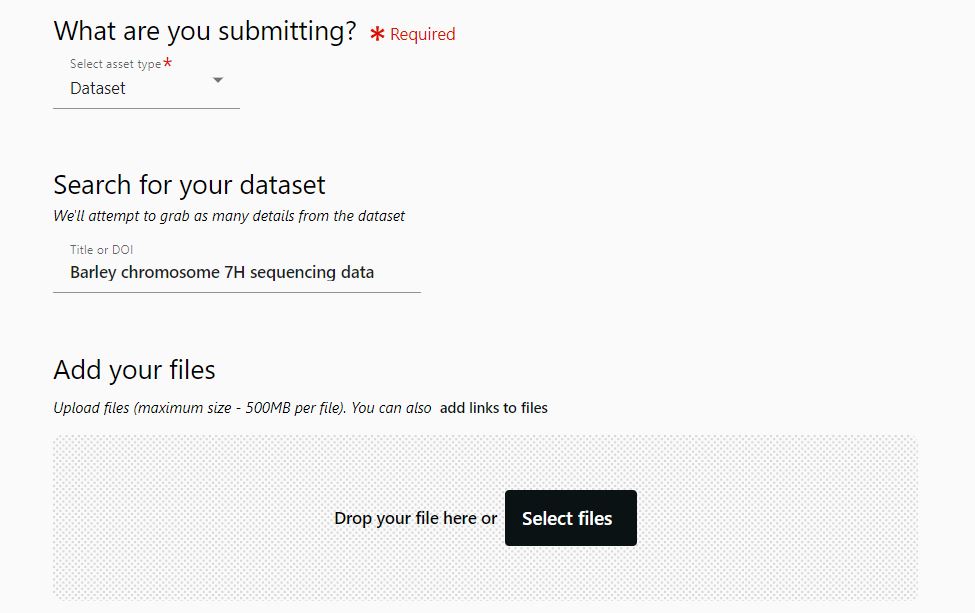 What are you submitting? * Required
Select asset type*
Dataset
Search for your dataset
We'll attempt to grab as many details from the dataset
Title or DOI
Barley chromosome 7H sequencing data
Add your files
Upload files (maximum size - 500MB per file). You can also add links to files
Drop your file here or Select files